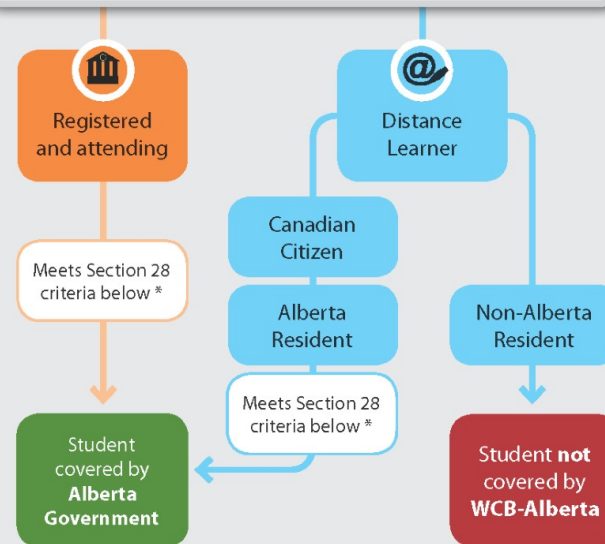 Registered
and attending
@
Distance
Learner
Canadian
Citizen
Meets Section 28
criteria below *
Alberta
Resident
Non-Alberta
Resident
Meets Section 28
criteria below *
Student
covered by
Alberta
Government
Student not
covered by
WCB-Alberta